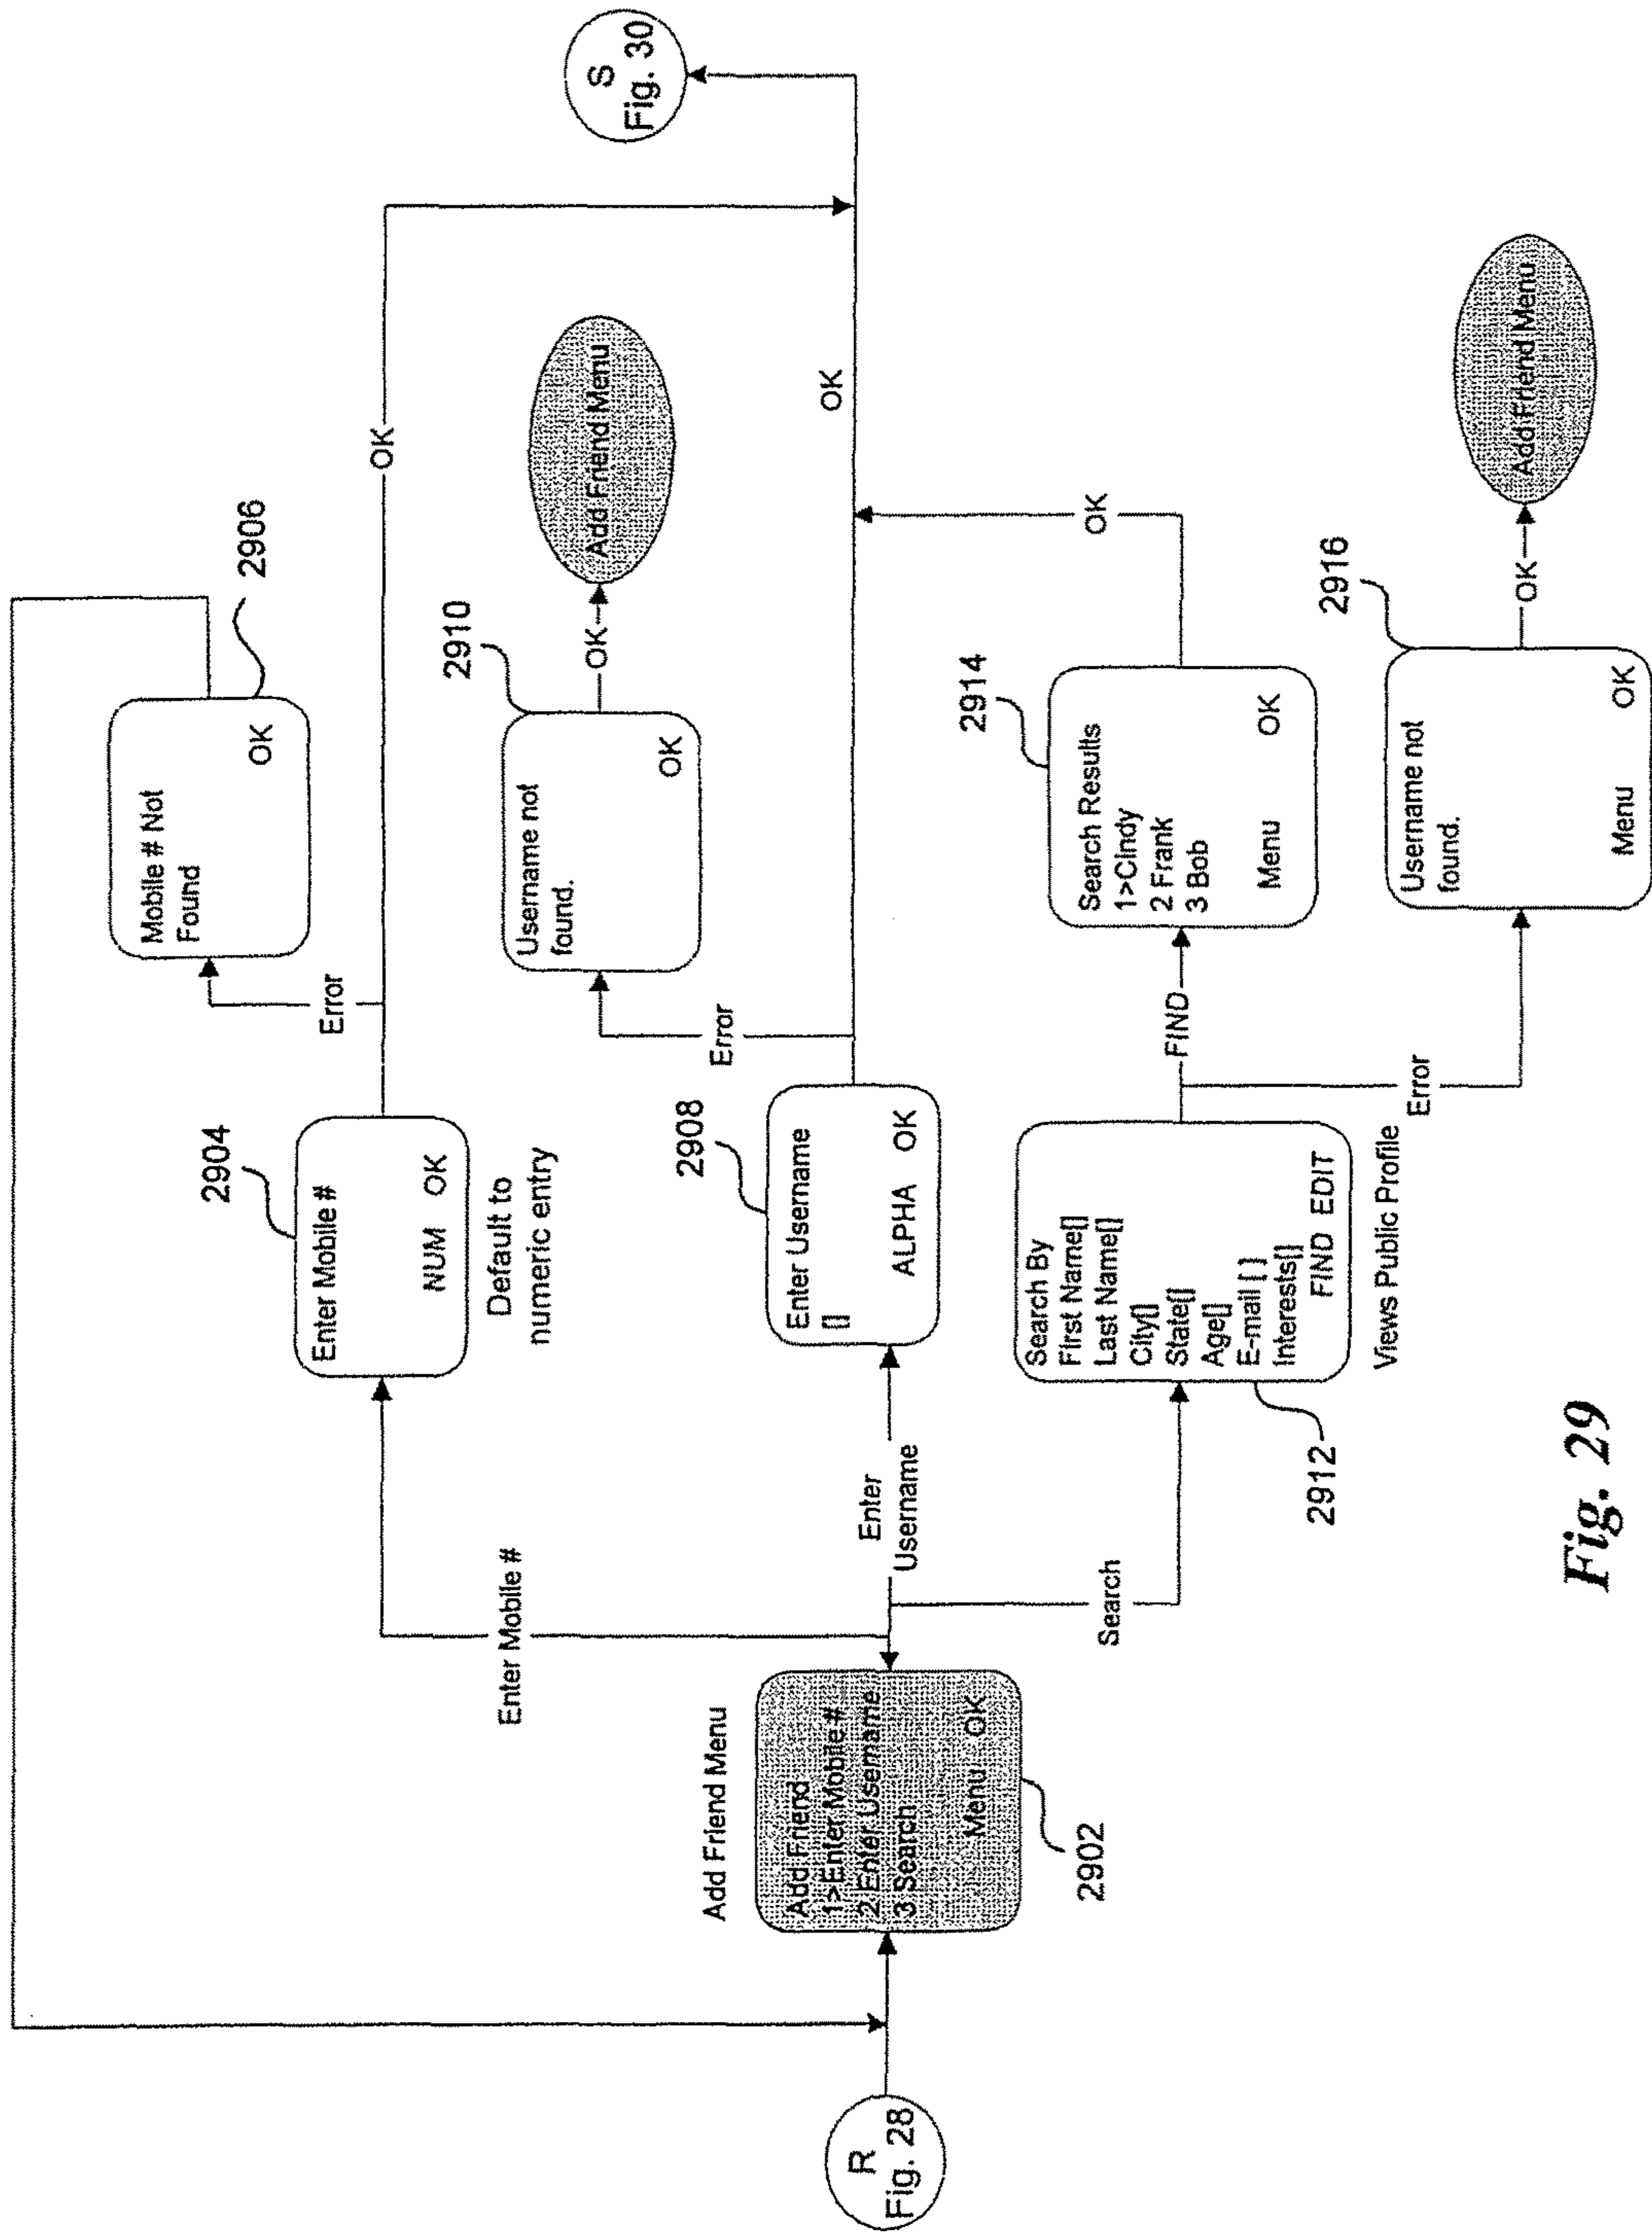 R
Fig. 28
Add Friend Menu
Add Friend
1>Enter Mobile #
2 Enter Username
3 Search
Menu OK
2902
Enter Mobile #
Enter
Username
Search
2904
Enter Mobile #
NUM OK
Default to
numeric entry
Error
2906
Mobile # Not
Found
OK
OK
2908
Enter Username
[]
ALPHA OK
Error
2910
Username not
found.
OK
OK
Add Friend Menu
OK
S
Fig. 30
2912
Search By
First Name[]
Last Name[]
City[]
State[]
Age[]
E-mail [ ]
Interests[]
FIND EDIT
Views Public Profile
FIND
Error
2914
Search Results
1>Cindy
2 Frank
3 Bob
Menu OK
OK
2916
Username not
found.
Menu OK
OK
Add Friend Menu
Fig. 29